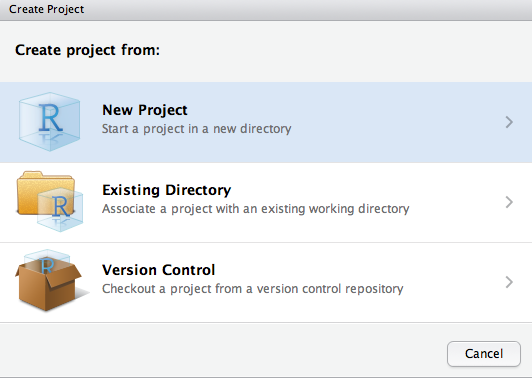 Create Project
Create project from:
R
New Project
Start a project in a new directory
R
Existing Directory
Associate a project with an existing working directory
R
Version Control
Checkout a project from a version control repository
Cancel